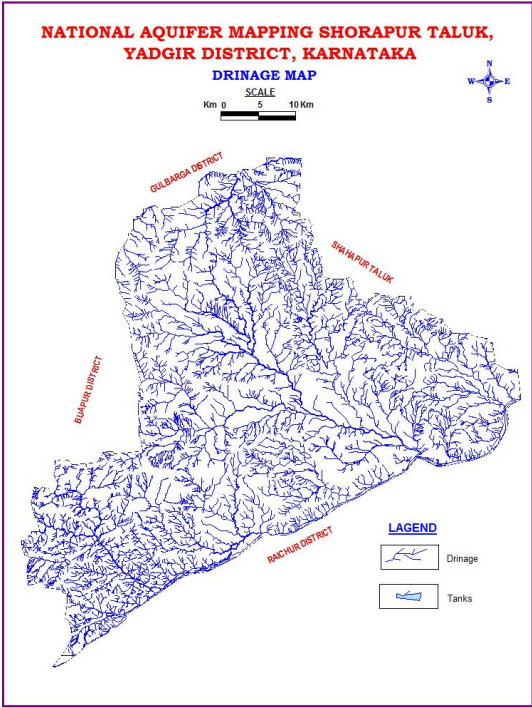 NATIONAL AQUIFER MAPPING SHORAPUR TALUK,
YADGIR DISTRICT, KARNATAKA
DRINAGE MAP
SCALE
Km 0 5 10 Km
N
W E
S
GULBARGA DISTRICT
SHAHAPUR TALUK
BIJAPUR DISTRICT
RAICHUR DISTRICT
LAGEND
Drinage
Tanks